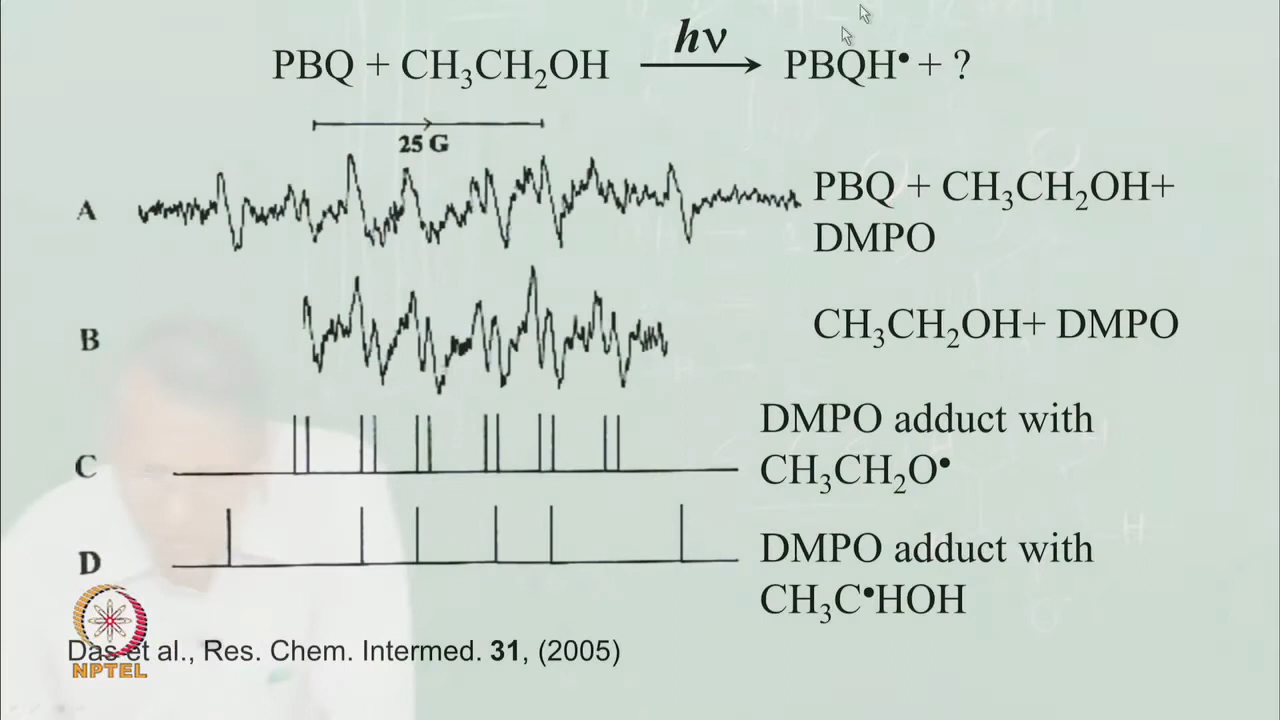 PBQ + CH₃CH₂OH hν PBQH• + ?
25 G
A
PBQ + CH₃CH₂OH+
DMPO
B
CH₃CH₂OH+ DMPO
C
DMPO adduct with
CH₃CH₂O•
D
DMPO adduct with
CH₃C•HOH
Das et al., Res. Chem. Intermed. 31, (2005)
NPTEL
H